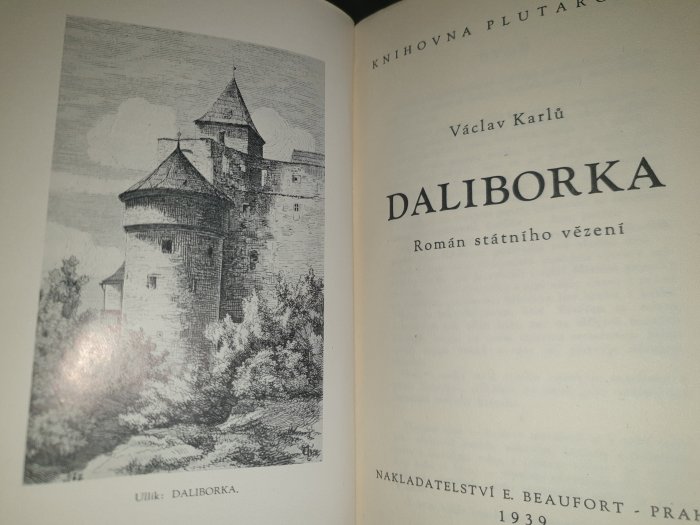 Ullik: DALIBORKA.
KNIHOVNA
Václav Karlů
DALIBORKA
Román státního vězení
NAKLADATELSTVÍ E. BEAUFORT -
1939